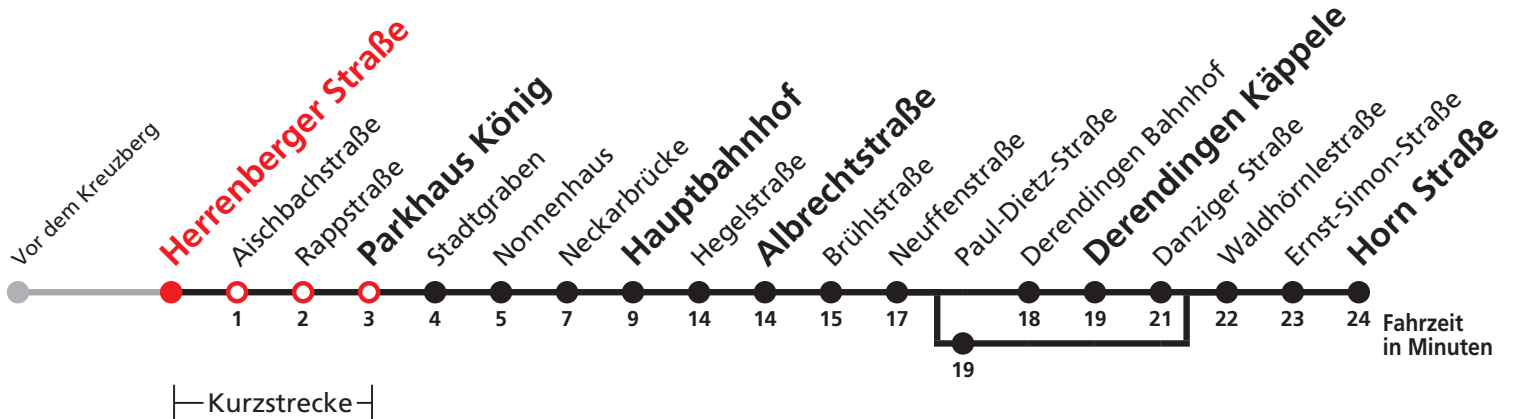 Vor dem Kreuzberg
Herrenberger Straße
Aischbachstraße
Rappstraße
Parkhaus König
Stadtgraben
Nonnenhaus
Neckarbrücke
Hauptbahnhof
Hegelstraße
Albrechtstraße
Brühlstraße
Neuffenstraße
Paul-Dietz-Straße
Derendingen Bahnhof
Derendingen Käppele
Danziger Straße
Waldhörnlestraße
Ernst-Simon-Straße
Horn Straße
1 2 3 4 5 7 9 14 14 15 17 18 19 21 22 23 24 Fahrzeit
in Minuten
19
Kurzstrecke